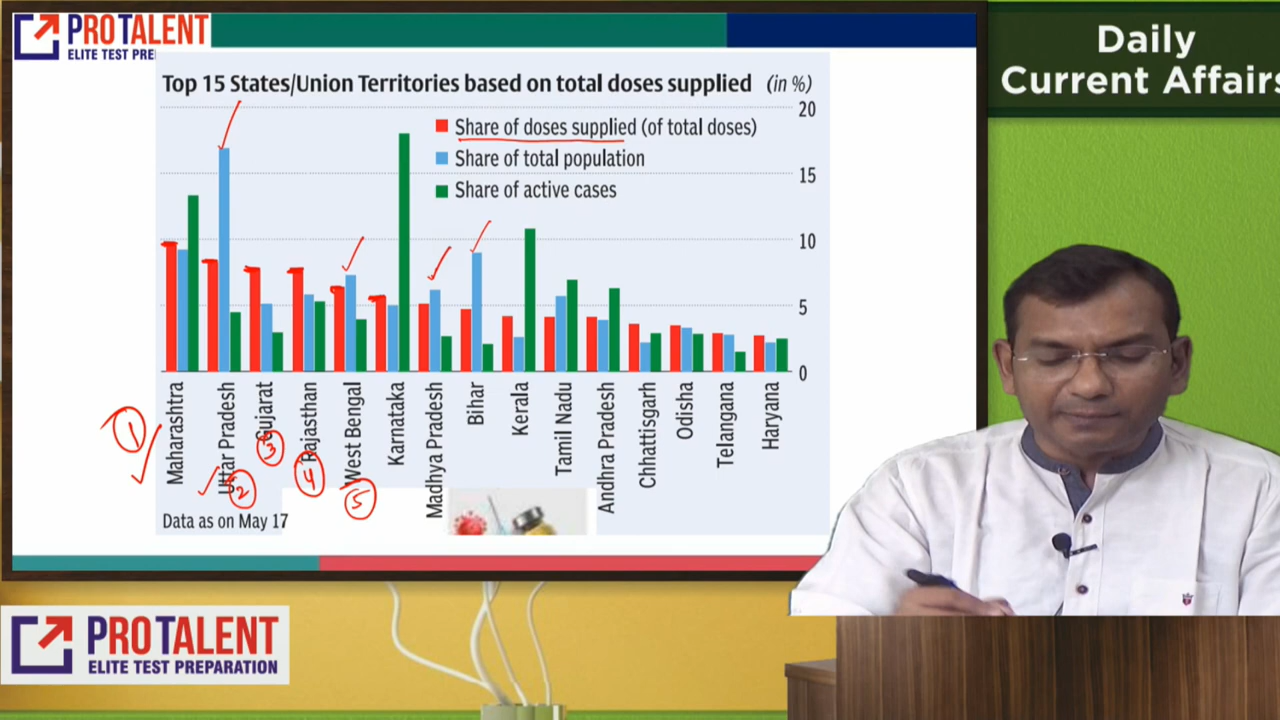 PROTALENT
ELITE TEST PRE
Daily
Current Affairs
Top 15 States/Union Territories based on total doses supplied (in %)
Share of doses supplied (of total doses)
Share of total population
Share of active cases
20
15
10
5
0
Maharashtra
Uttar Pradesh
Gujarat
Rajasthan
West Bengal
Karnataka
Madhya Pradesh
Bihar
Kerala
Tamil Nadu
Andhra Pradesh
Chhattisgarh
Odisha
Telangana
Haryana
1
2
3
4
5
Data as on May 17
PROTALENT
ELITE TEST PREPARATION